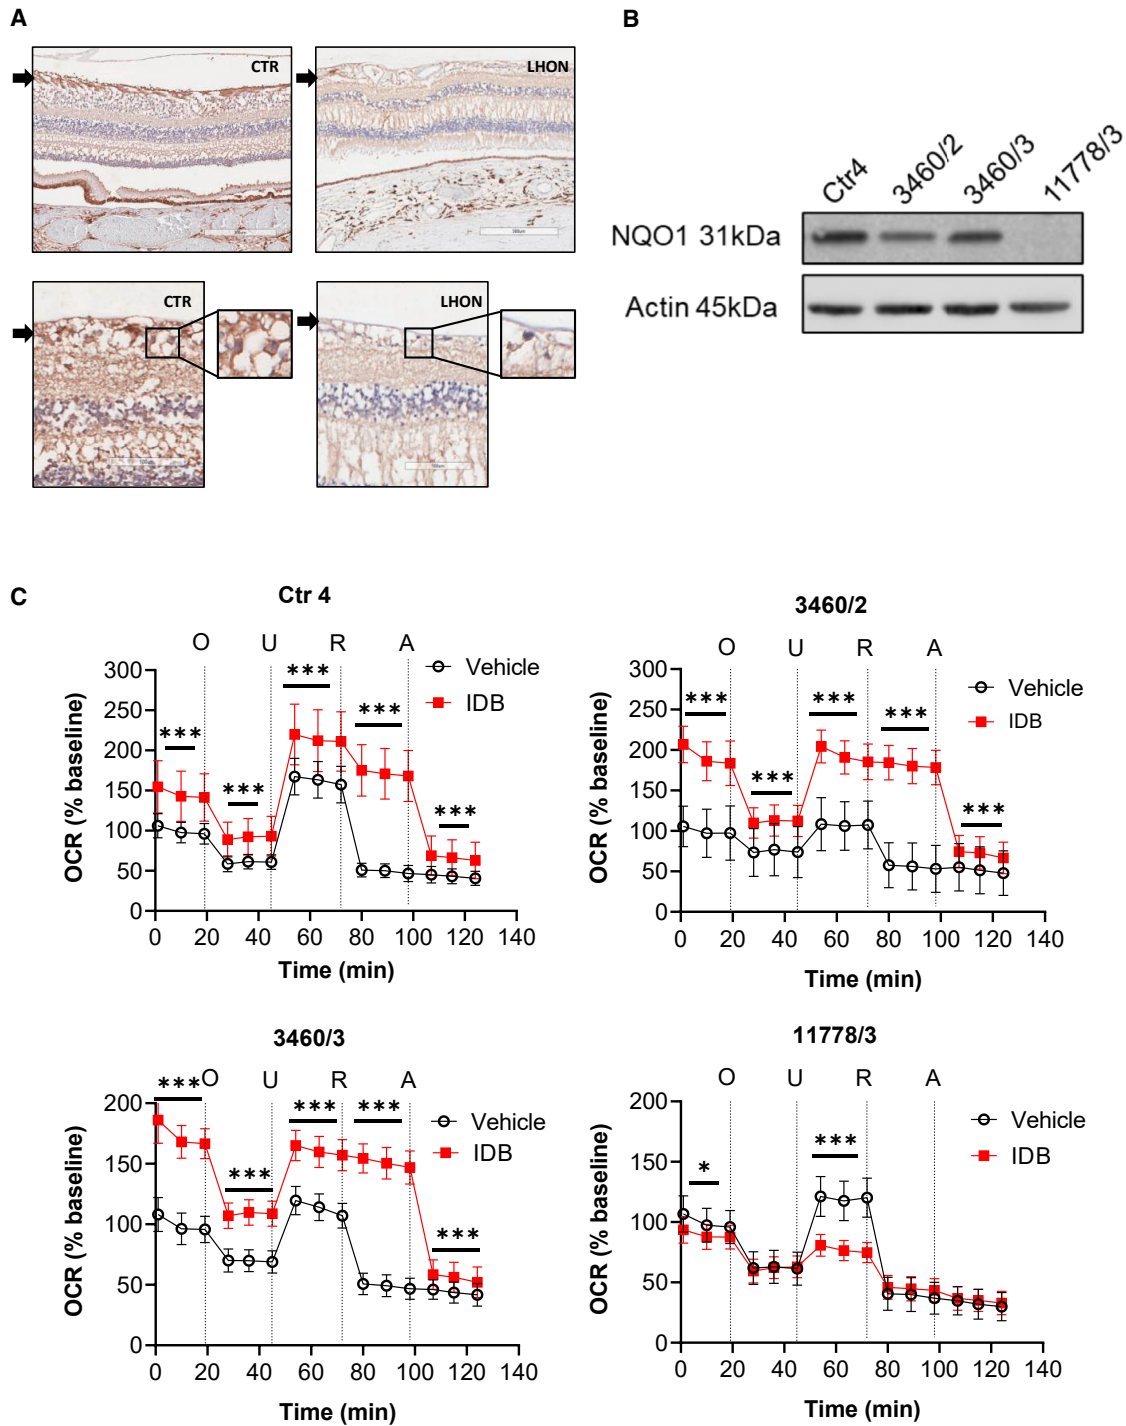 A
CTR
LHON
CTR
LHON
B
Ctr4
3460/2
3460/3
11778/3
NQO1 31kDa
Actin 45kDa
C
Ctr 4
O U R A
Vehicle
IDB
***
***
***
***
***
OCR (% baseline)
300
250
200
150
100
50
0
0 20 40 60 80 100 120 140
Time (min)
3460/2
O U R A
Vehicle
IDB
***
***
***
***
***
OCR (% baseline)
300
250
200
150
100
50
0
0 20 40 60 80 100 120 140
Time (min)
3460/3
O U R A
Vehicle
IDB
***
***
***
***
***
OCR (% baseline)
200
150
100
50
0
0 20 40 60 80 100 120 140
Time (min)
11778/3
O U R A
Vehicle
IDB
*
***
OCR (% baseline)
200
150
100
50
0
0 20 40 60 80 100 120 140
Time (min)